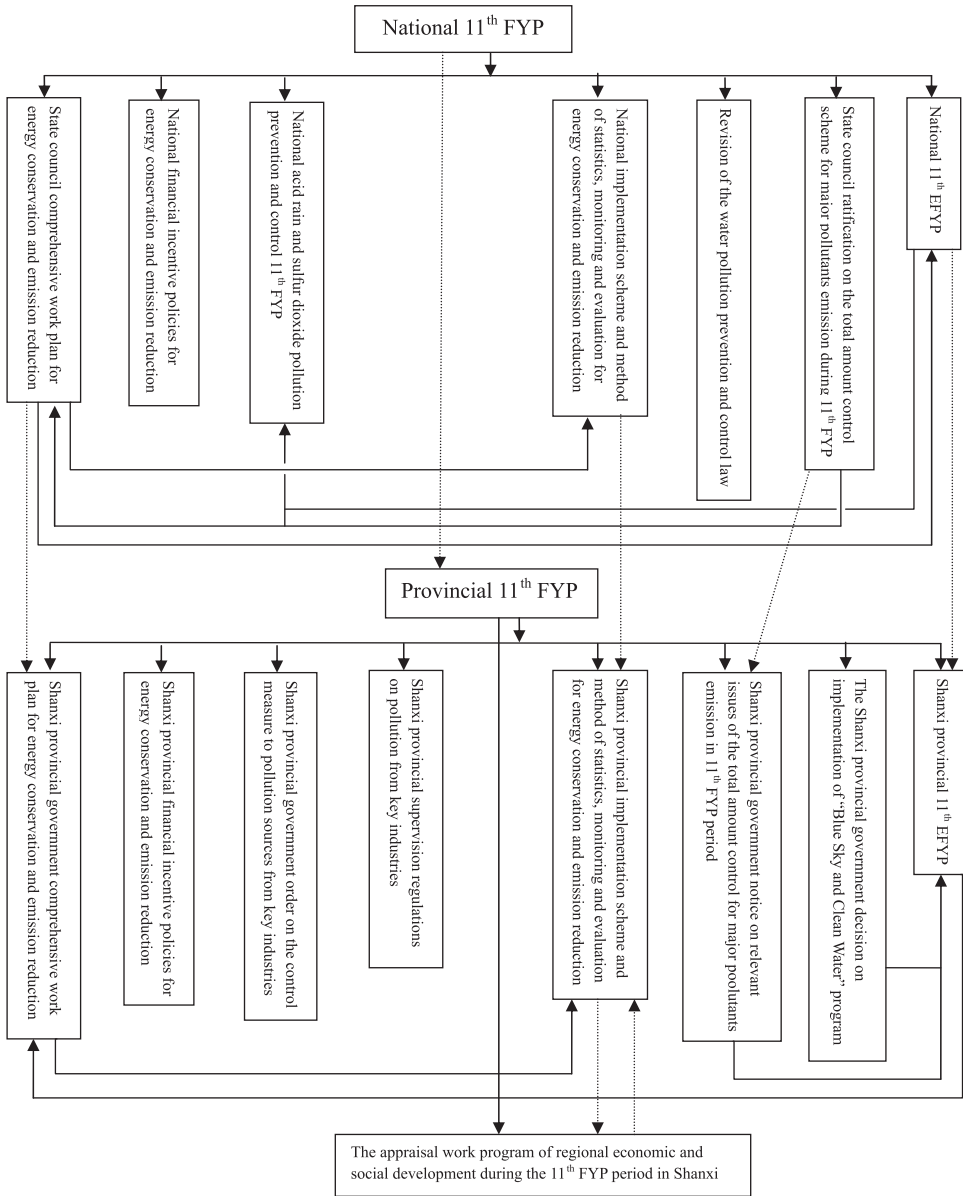 National 11th FYP
State council comprehensive work plan for
energy conservation and emission reduction
National financial incentive policies for
energy conservation and emission reduction
National acid rain and sulfur dioxide pollution
prevention and control 11th FYP
National implementation scheme and method
of statistics, monitoring and evaluation for
energy conservation and emission reduction
Revision of the water pollution prevention and control law
State council ratification on the total amount control
scheme for major pollutants emission during 11th FYP
National 11th EFYP
Provincial 11th FYP
Shanxi provincial government comprehensive work
plan for energy conservation and emission reduction
Shanxi provincial financial incentive policies for
energy conservation and emission reduction
Shanxi provincial government order on the control
measure to pollution sources from key industries
Shanxi provincial supervision regulations
on pollution from key industries
Shanxi provincial implementation scheme and
method of statistics, monitoring and evaluation
for energy conservation and emission reduction
Shanxi provincial government notice on relevant
issues of the total amount control for major poolutants
emission in 11th FYP period
The Shanxi provincial government decision on
implementation of “Blue Sky and Clean Water” program
Shanxi provincial 11th EFYP
The appraisal work program of regional economic and
social development during the 11th FYP period in Shanxi